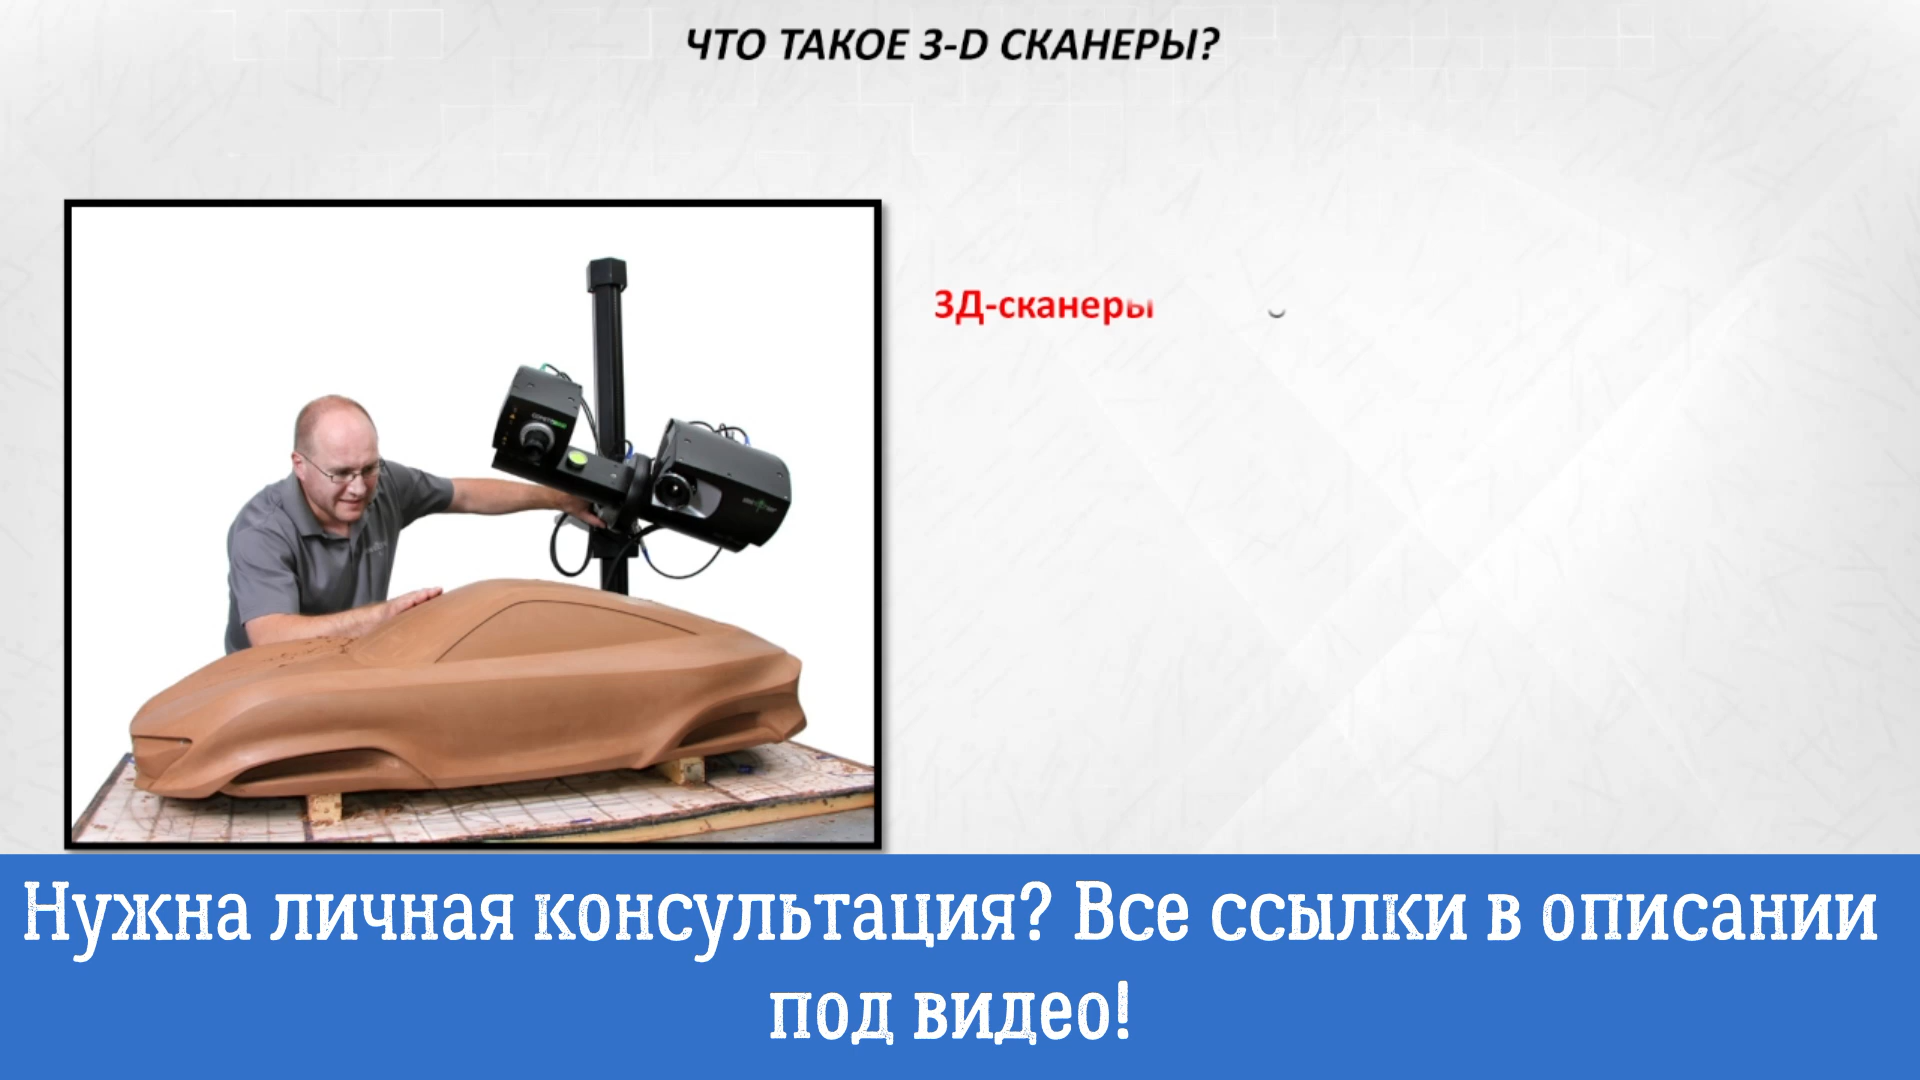 ЧТО ТАКОЕ 3-D СКАНЕРЫ?
3Д-сканеры
Нужна личная консультация? Все ссылки в описании
под видео!